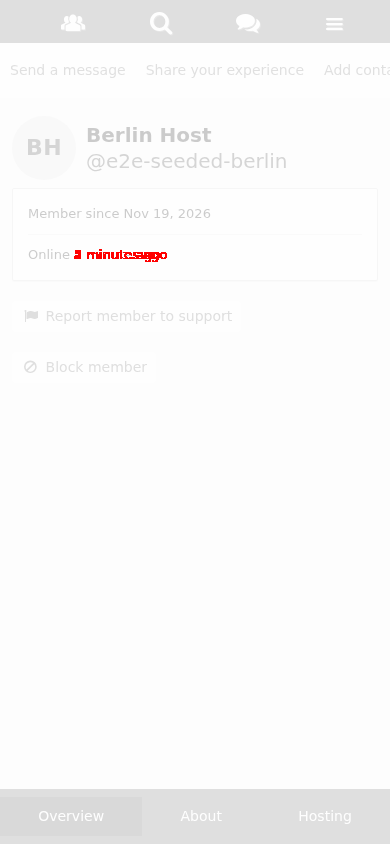 Send a message Share your experience Add conta
BH
Berlin Host
@e2e-seeded-berlin
Member since Nov 19, 2026
Online
Report member to support
Block member
Overview About Hosting